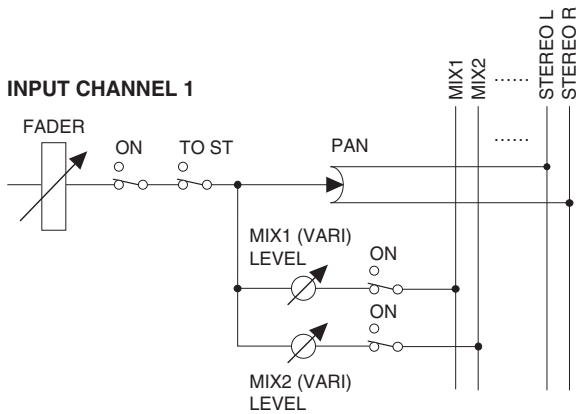 INPUT CHANNEL 1
FADER
ON
TO ST
PAN
MIX1
MIX2
......
STEREO L
STEREO R
......
MIX1 (VARI)
LEVEL
ON
ON
MIX2 (VARI)
LEVEL